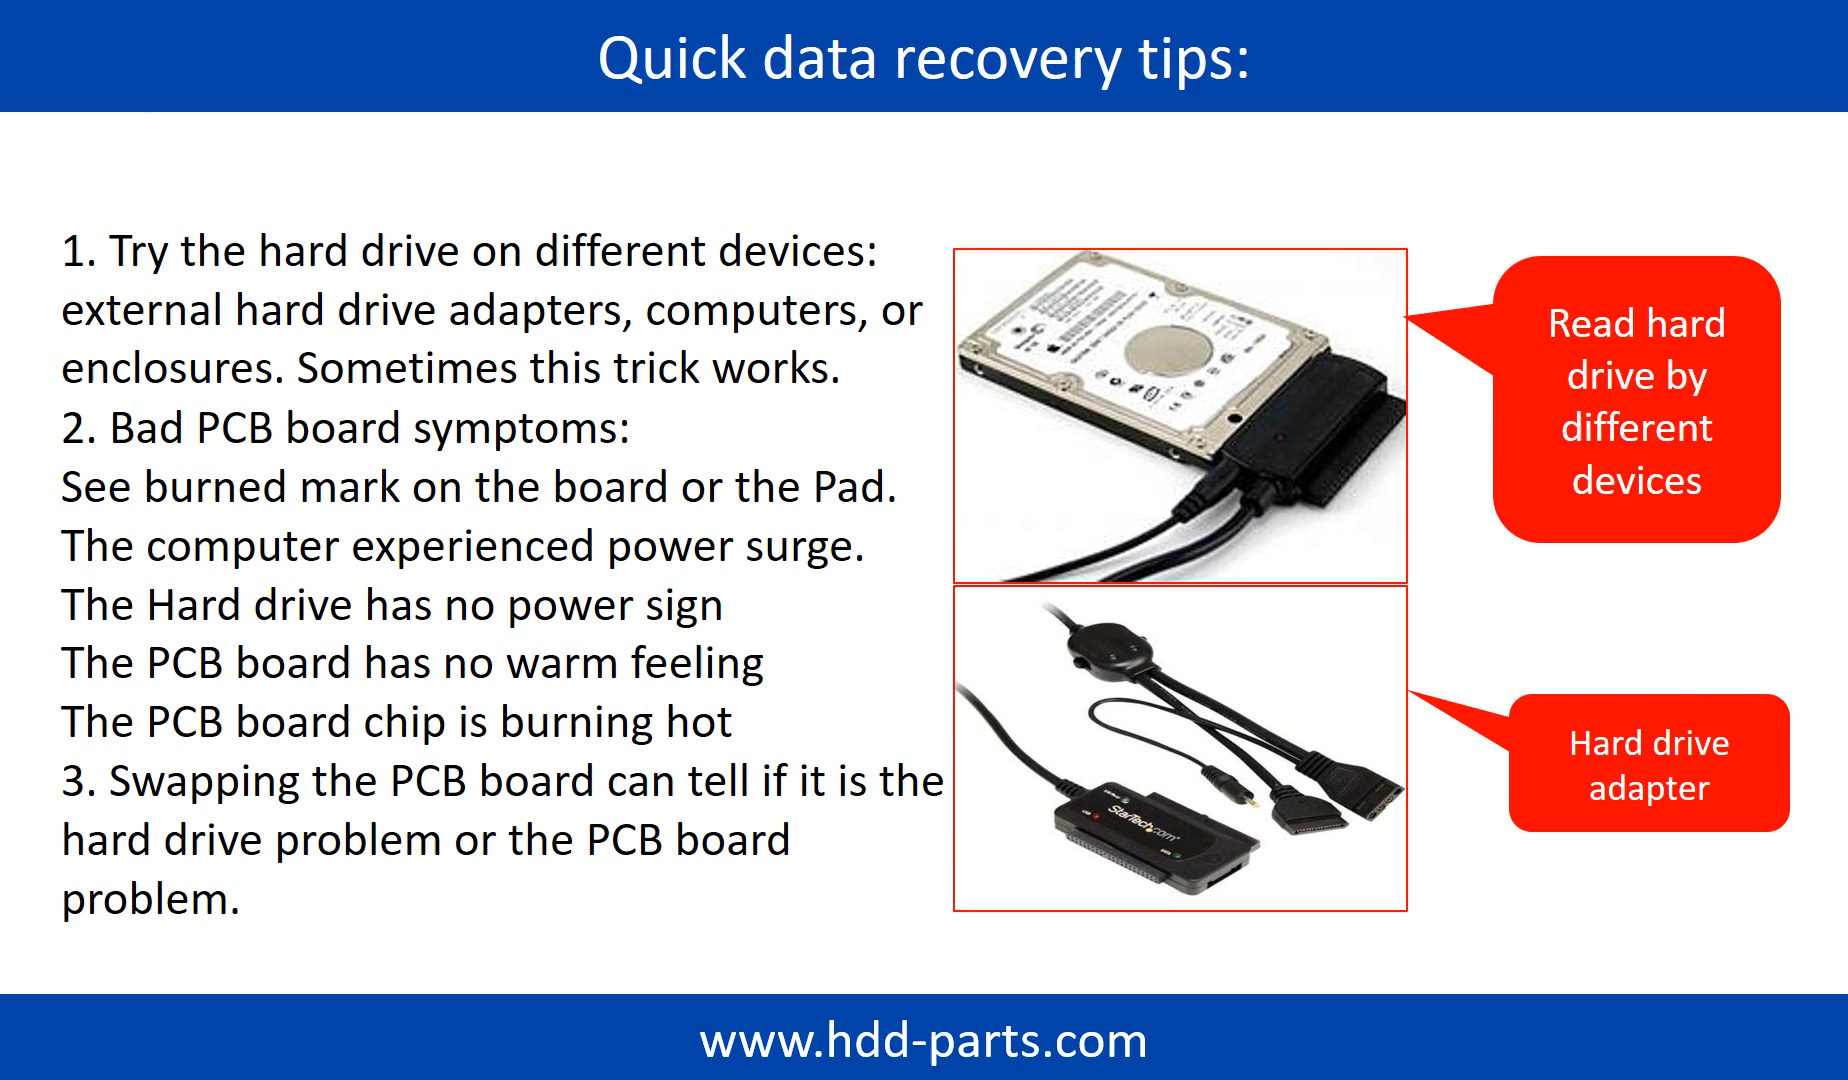 Quick data recovery tips:
1. Try the hard drive on different devices:
external hard drive adapters, computers, or
enclosures. Sometimes this trick works.
2. Bad PCB board symptoms:
See burned mark on the board or the Pad.
The computer experienced power surge.
The Hard drive has no power sign
The PCB board has no warm feeling
The PCB board chip is burning hot
3. Swapping the PCB board can tell if it is the
hard drive problem or the PCB board
problem.
Read hard
drive by
different
devices
Hard drive
adapter
StarTech.com
www.hdd-parts.com